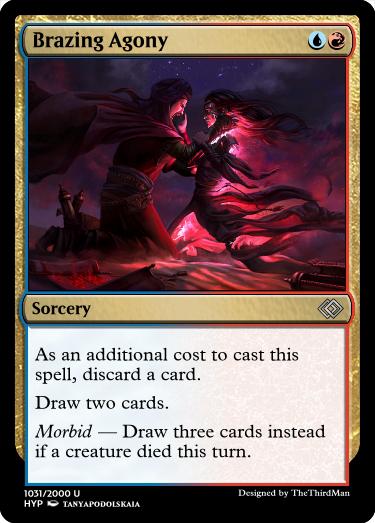 Brazing Agony
Sorcery
As an additional cost to cast this
spell, discard a card.
Draw two cards.
Morbid — Draw three cards instead
if a creature died this turn.
1031/2000 U
HYP TANYAPODOLSKAIA
Designed by TheThirdMan